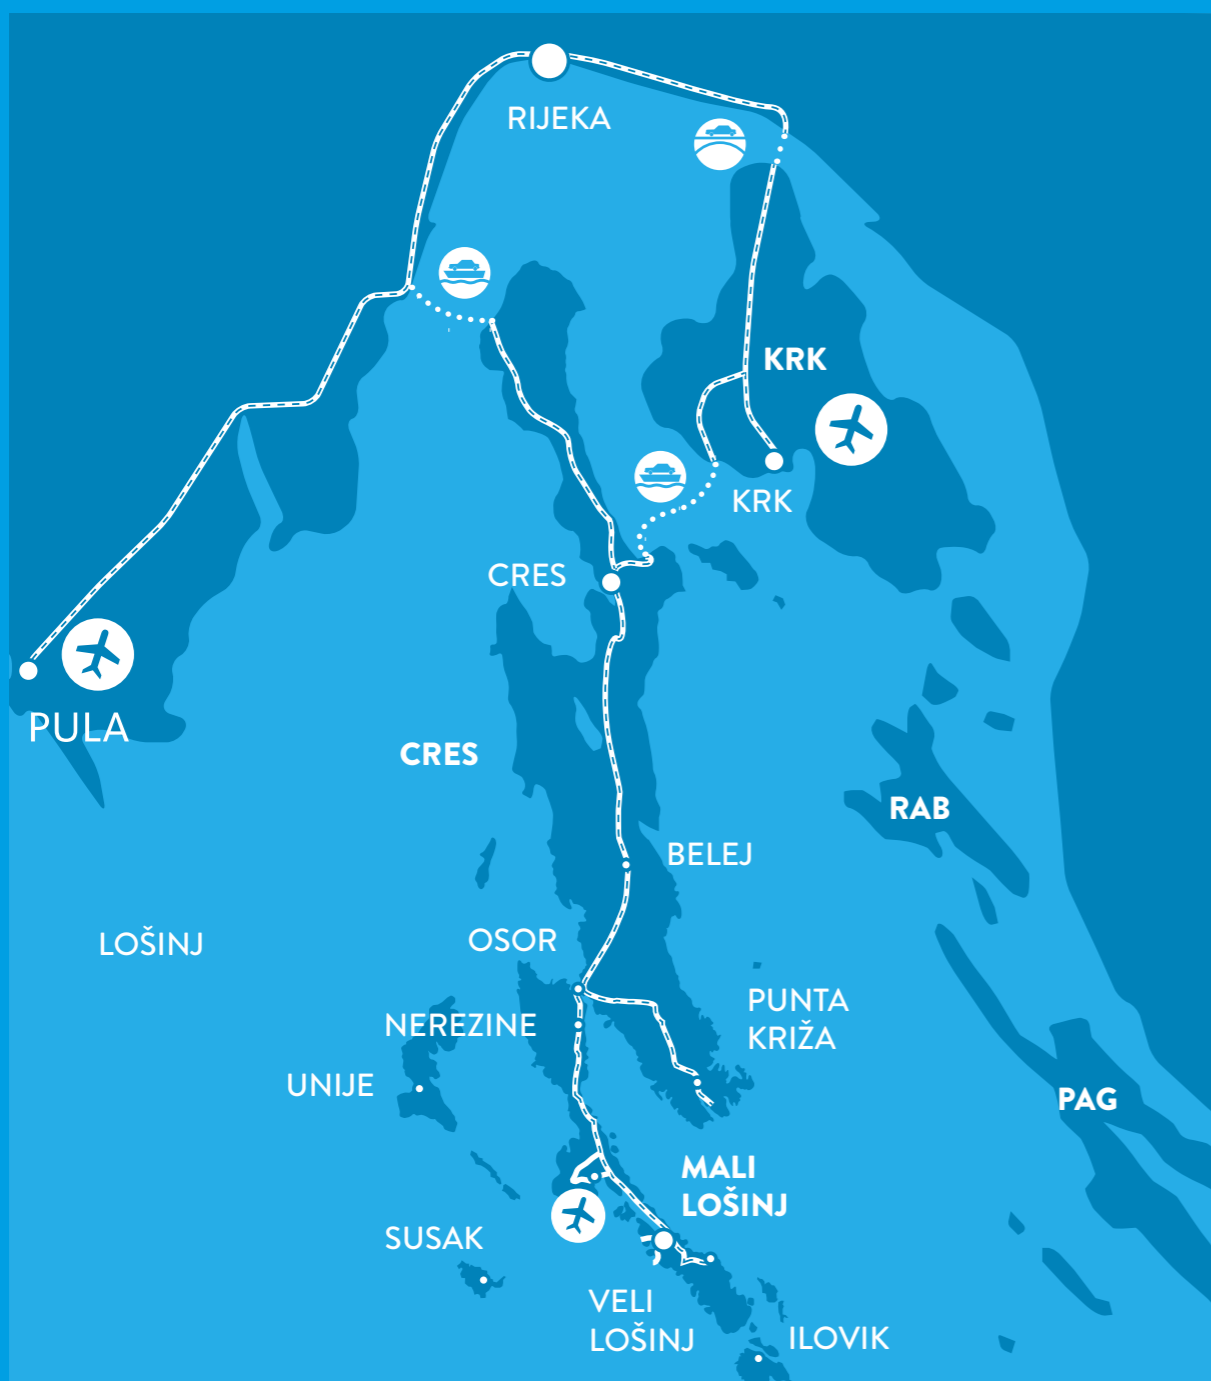 RIJEKA
KRK
KRK
CRES
PULA
CRES
RAB
BELEJ
OSOR
LOŠINJ
PUNTA
KRIŽA
NEREZINE
UNIJE
PAG
MALI
LOŠINJ
SUSAK
VELI
LOŠINJ
ILOVIK